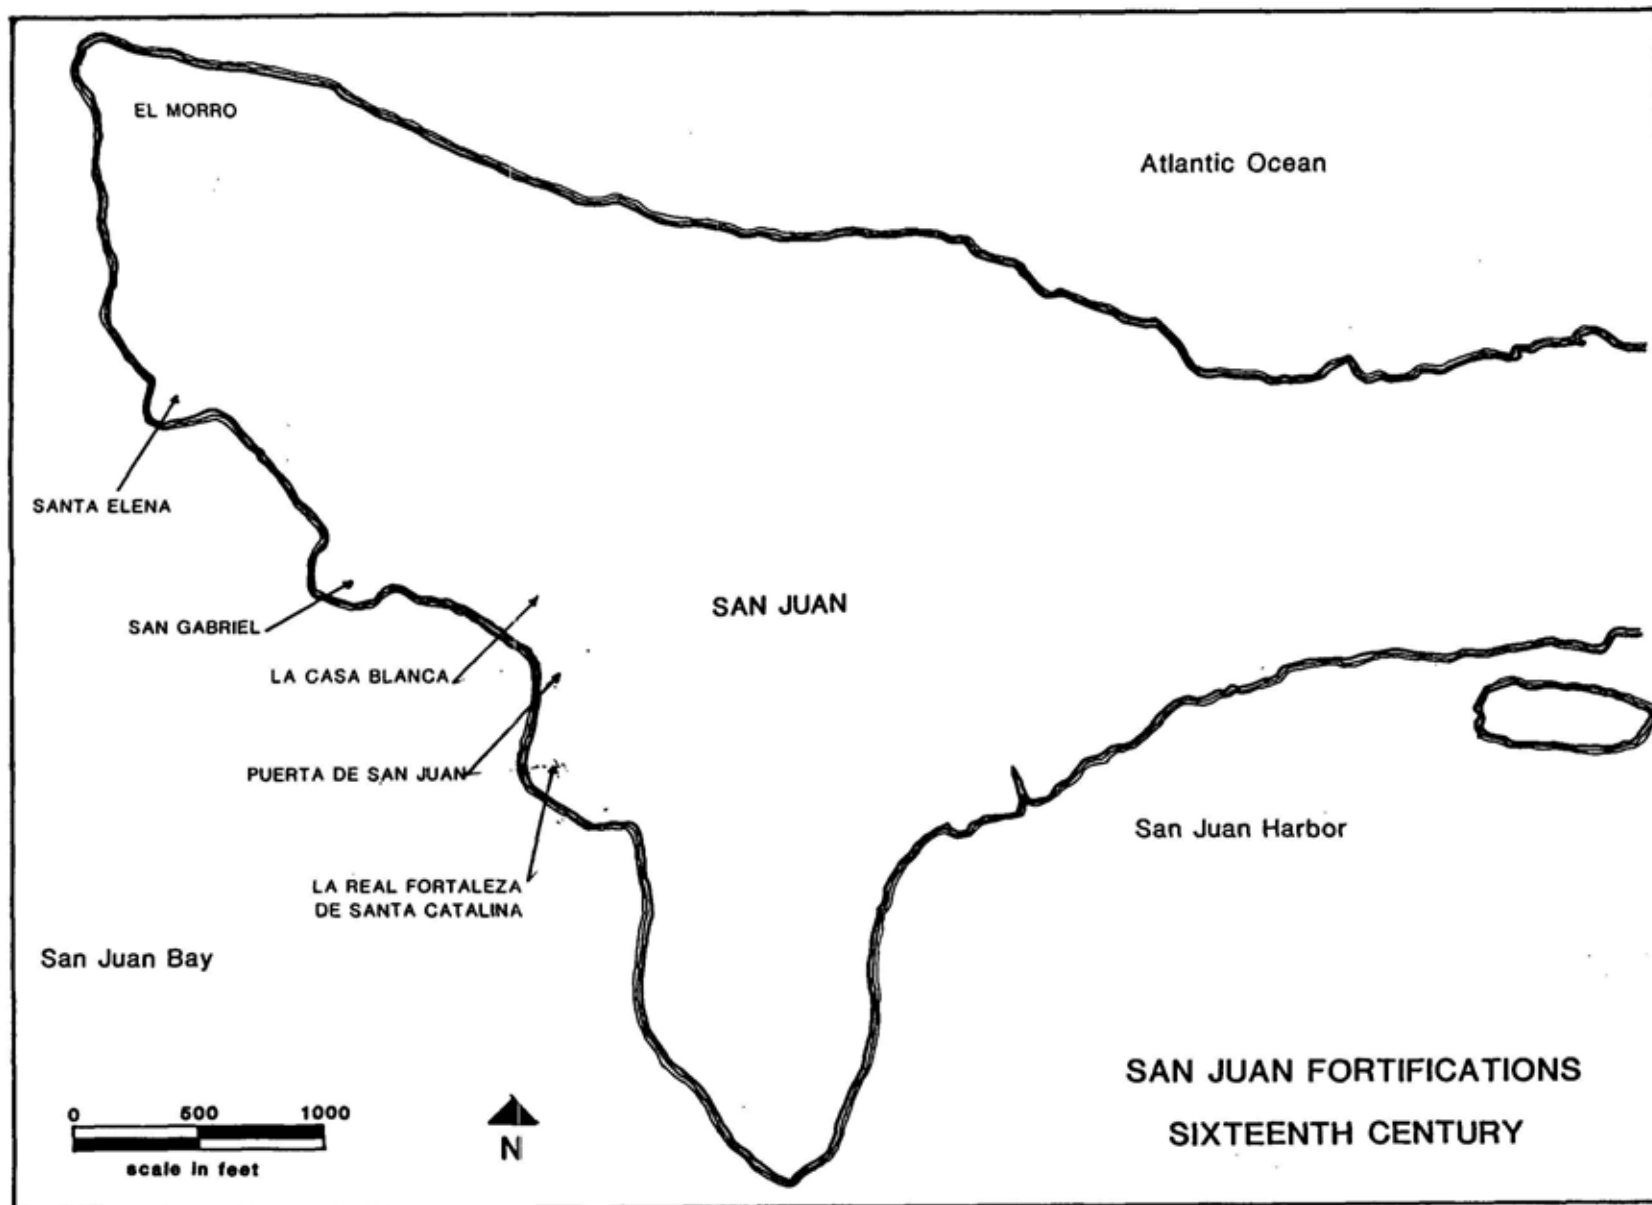 EL MORRO
Atlantic Ocean
SANTA ELENA
SAN JUAN
SAN GABRIEL
LA CASA BLANCA
PUERTA DE SAN JUAN
San Juan Harbor
LA REAL FORTALEZA
DE SANTA CATALINA
San Juan Bay
SAN JUAN FORTIFICATIONS
SIXTEENTH CENTURY
0 500 1000
scale in feet
N